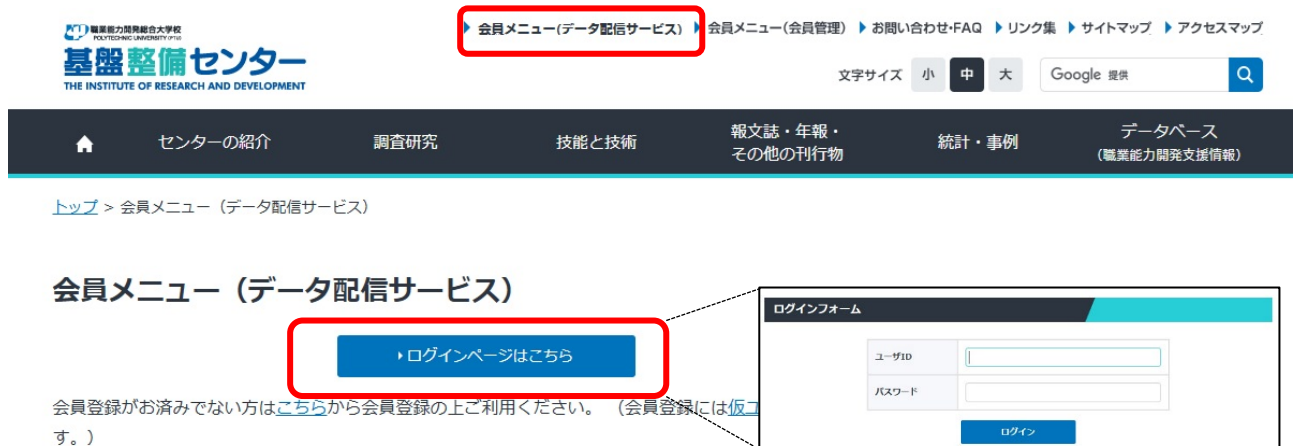 職業能力開発総合大学校
POLYTECHNIC UNIVERSITY OF
基盤整備センター
THE INSTITUTE OF RESEARCH AND DEVELOPMENT
会員メニュー(データ配信サービス) 会員メニュー(会員管理) お問い合わせ・FAQ リンク集 サイトマップ アクセスマップ
文字サイズ 小 中 大 Google 提供
センターの紹介 調査研究 技能と技術 報文誌・年報・ 統計・事例 データベース
その他の刊行物 (職業能力開発支援情報)
トップ > 会員メニュー（データ配信サービス）
会員メニュー（データ配信サービス）
ログインページはこちら
会員登録がお済みでない方はこちらから会員登録の上ご利用ください。 （会員登録には仮ユ
す。）
ログインフォーム
ユーザID
パスワード
ログイン